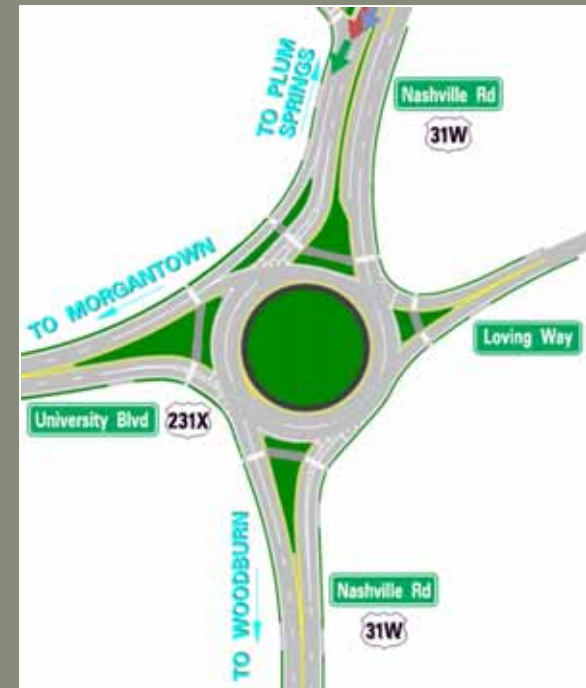 TO PLUM
SPRINGS
Nashville Rd
31W
TO MORGANTOWN
Loving Way
University Blvd
231X
TO WOODBURN
Nashville Rd
31W